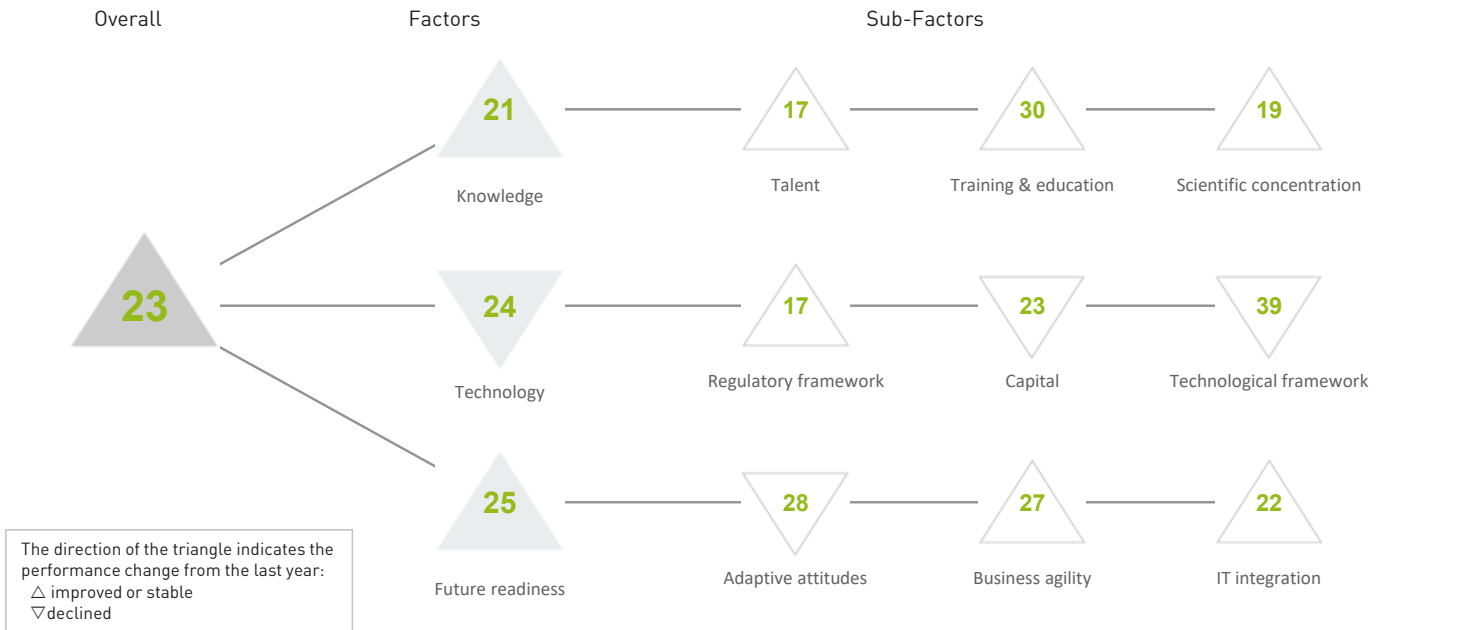 Overall
Factors
Sub-Factors
21
17
30
19
Knowledge
Talent
Training & education
Scientific concentration
23
24
17
23
39
Technology
Regulatory framework
Capital
Technological framework
25
28
27
22
Future readiness
Adaptive attitudes
Business agility
IT integration
The direction of the triangle indicates the
performance change from the last year:
△ improved or stable
▽ declined